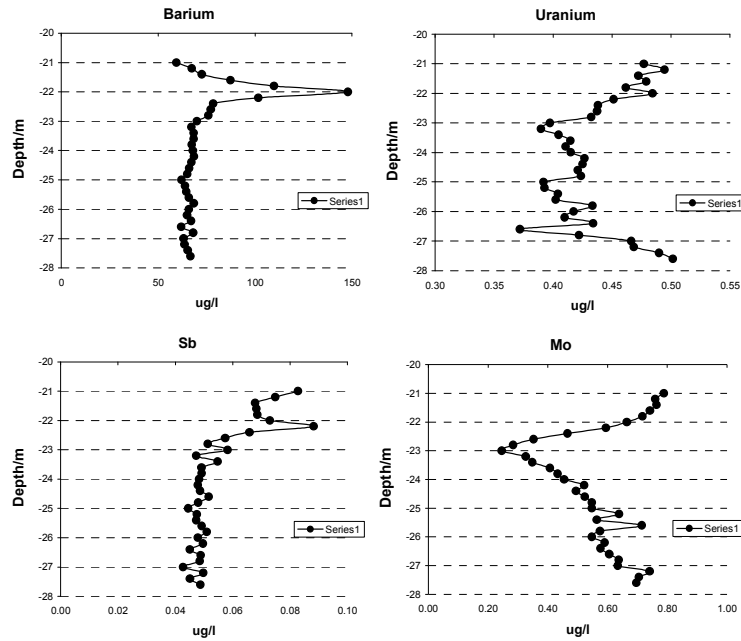 Barium
-20
-21
-22
-23
-24
-25
-26
-27
-28
Depth/m
0 50 100 150
ug/l
Series1
Uranium
-20
-21
-22
-23
-24
-25
-26
-27
-28
Depth/m
0.30 0.35 0.40 0.45 0.50 0.55
ug/l
Series1
Sb
-20
-21
-22
-23
-24
-25
-26
-27
-28
Depth/m
0.00 0.02 0.04 0.06 0.08 0.10
ug/l
Series1
Mo
-20
-21
-22
-23
-24
-25
-26
-27
-28
Depth/m
0.00 0.20 0.40 0.60 0.80 1.00
ug/l
Series1